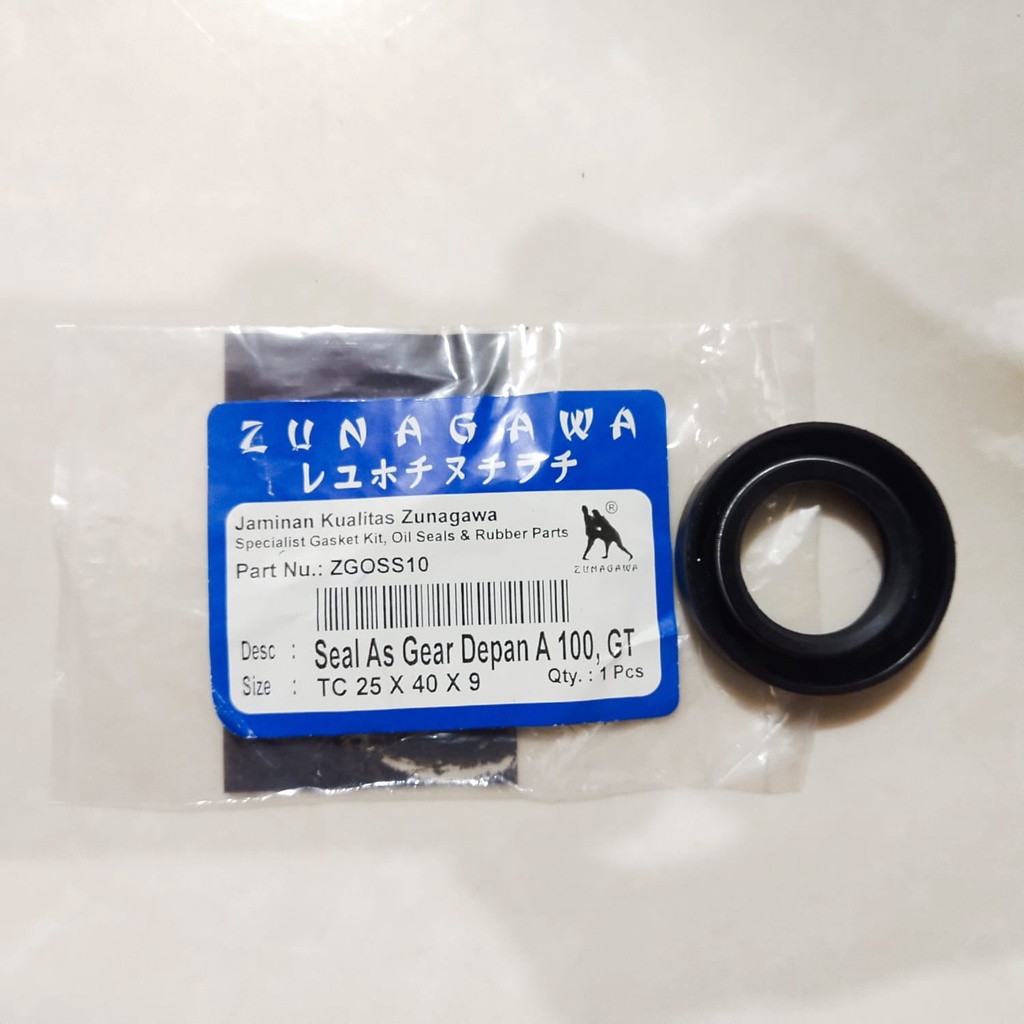 ZUNAGAWA
レユホチヌチラチ
Jaminan Kualitas Zunagawa
Specialist Gasket Kit, Oil Seals & Rubber Parts
®
ZUNAGAWA
Part Nu.: ZGOSS10
Desc : Seal As Gear Depan A 100, GT
Size : TC 25 X 40 X 9 Qty. : 1 Pcs